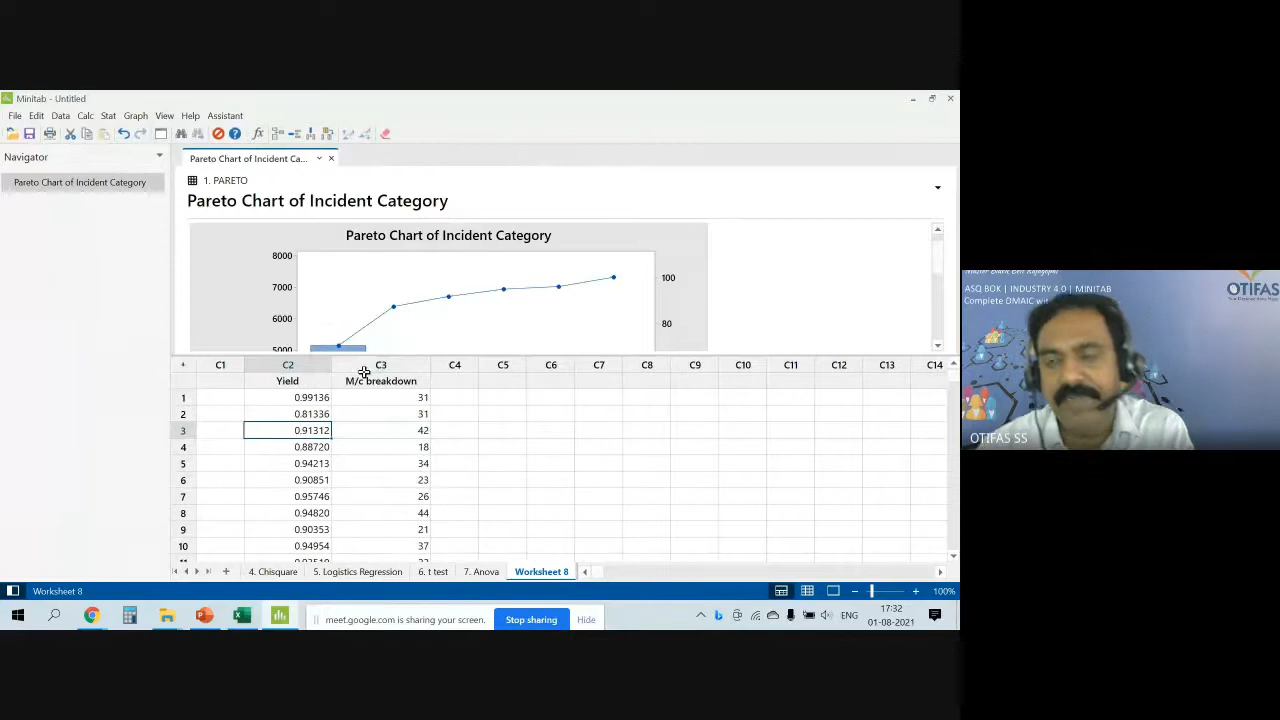 Minitab - Untitled
File Edit Data Calc Stat Graph View Help Assistant
Navigator
Pareto Chart of Incident Ca...
Pareto Chart of Incident Category
1. PARETO
Pareto Chart of Incident Category
Pareto Chart of Incident Category
8000
7000
6000
5000
100
80
+ C1 C2 C3 C4 C5 C6 C7 C8 C9 C10 C11 C12 C13 C14
Yield M/c breakdown
1 0.99136 31
2 0.81336 31
3 0.91312 42
4 0.88720 18
5 0.94213 34
6 0.90851 23
7 0.95746 26
8 0.94820 44
9 0.90353 21
10 0.94954 37
4. Chisquare 5. Logistics Regression 6. t test 7. Anova Worksheet 8
Worksheet 8
100%
meet.google.com is sharing your screen. Stop sharing Hide
ENG
17:32
01-08-2021
ASQ BOK | INDUSTRY 4.0 | MINITAB
Complete DMAIC wit
OTIFAS
OTIFAS SS